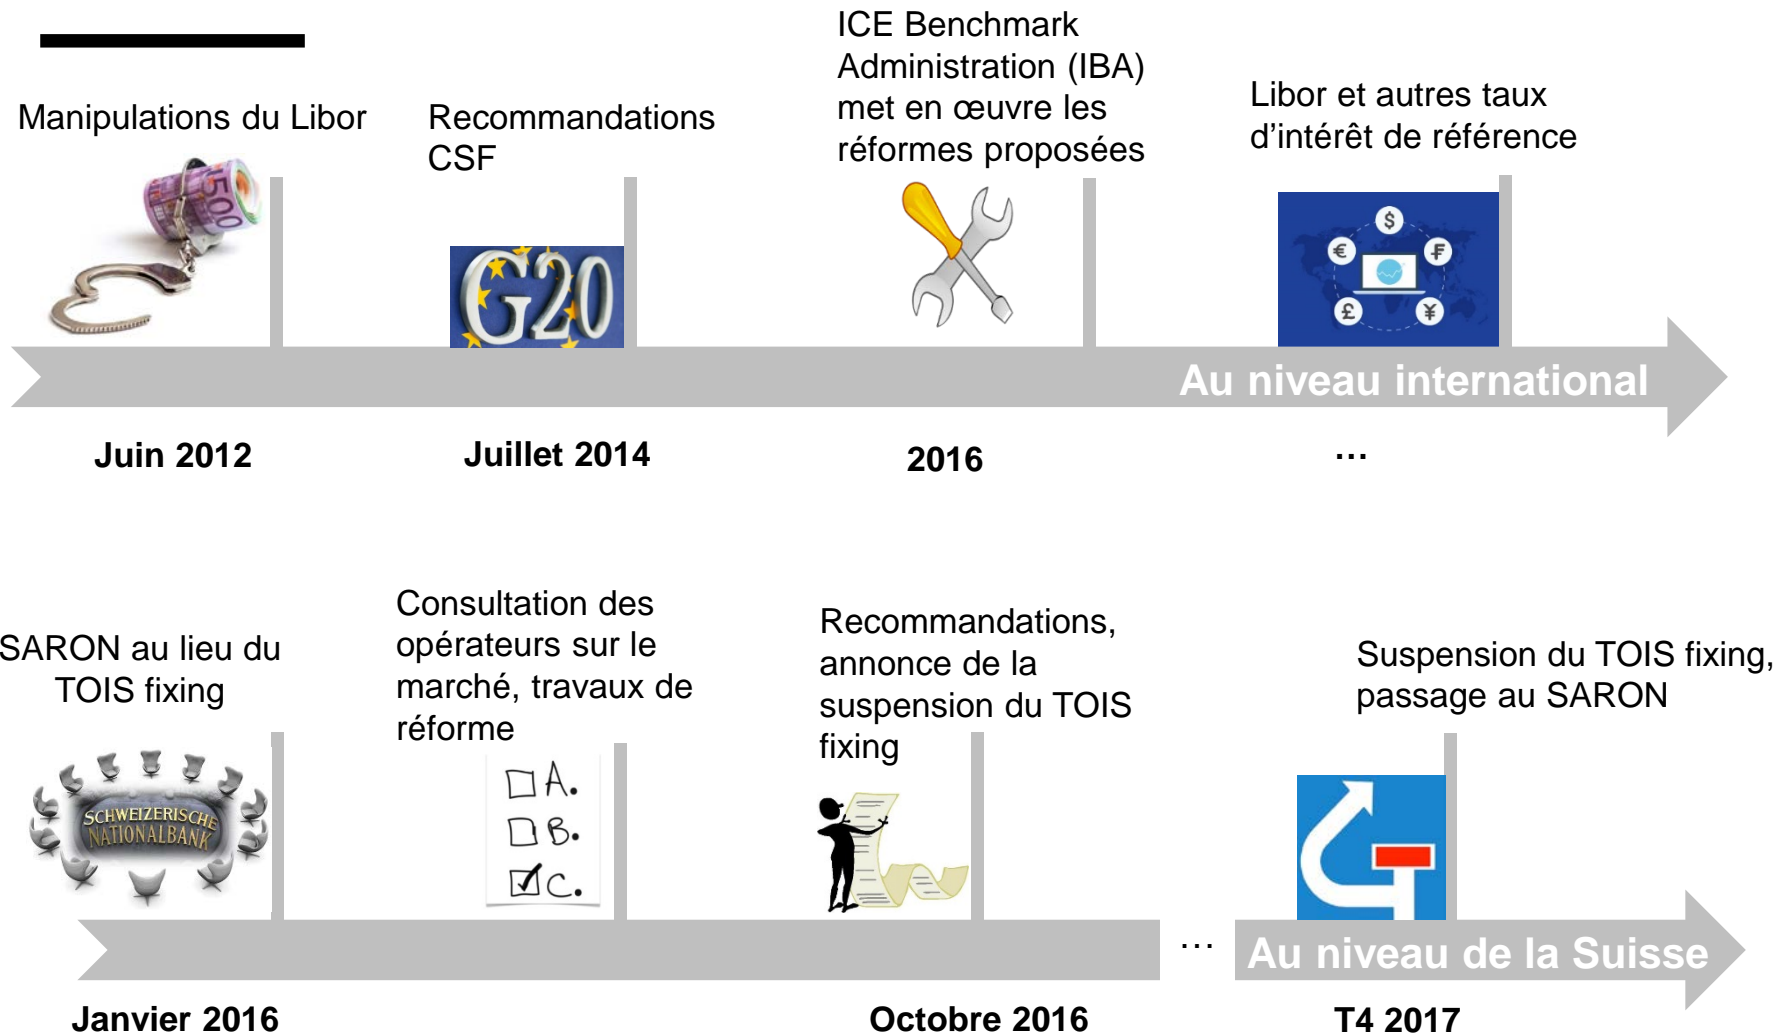 Manipulations du Libor
Recommandations
CSF
ICE Benchmark
Administration (IBA)
met en œuvre les
réformes proposées
Libor et autres taux
d'intérêt de référence
500
G20
$
€
₣
£
¥
Au niveau international
Juin 2012
Juillet 2014
2016
…
SARON au lieu du
TOIS fixing
Consultation des
opérateurs sur le
marché, travaux de
réforme
Recommandations,
annonce de la
suspension du TOIS
fixing
Suspension du TOIS fixing,
passage au SARON
SCHWEIZERISCHE
NATIONALBANK
A.
B.
C.
…
Au niveau de la Suisse
Janvier 2016
Octobre 2016
T4 2017